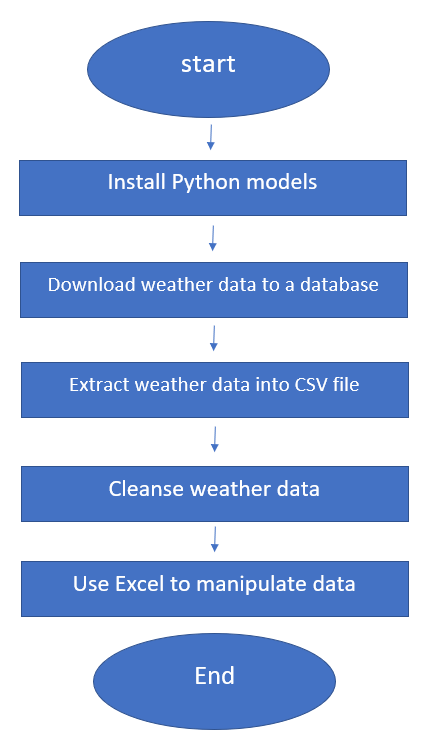 start
Install Python models
Download weather data to a database
Extract weather data into CSV file
Cleanse weather data
Use Excel to manipulate data
End